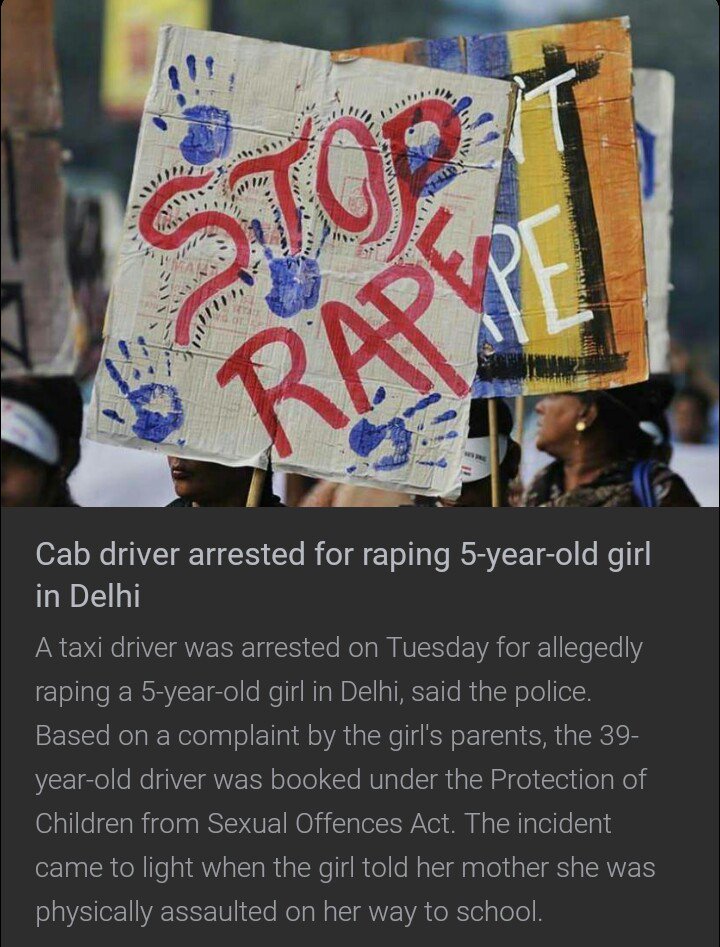 STOP
RAPE
N'T
PE
Cab driver arrested for raping 5-year-old girl
in Delhi
A taxi driver was arrested on Tuesday for allegedly
raping a 5-year-old girl in Delhi, said the police.
Based on a complaint by the girl's parents, the 39-
year-old driver was booked under the Protection of
Children from Sexual Offences Act. The incident
came to light when the girl told her mother she was
physically assaulted on her way to school.